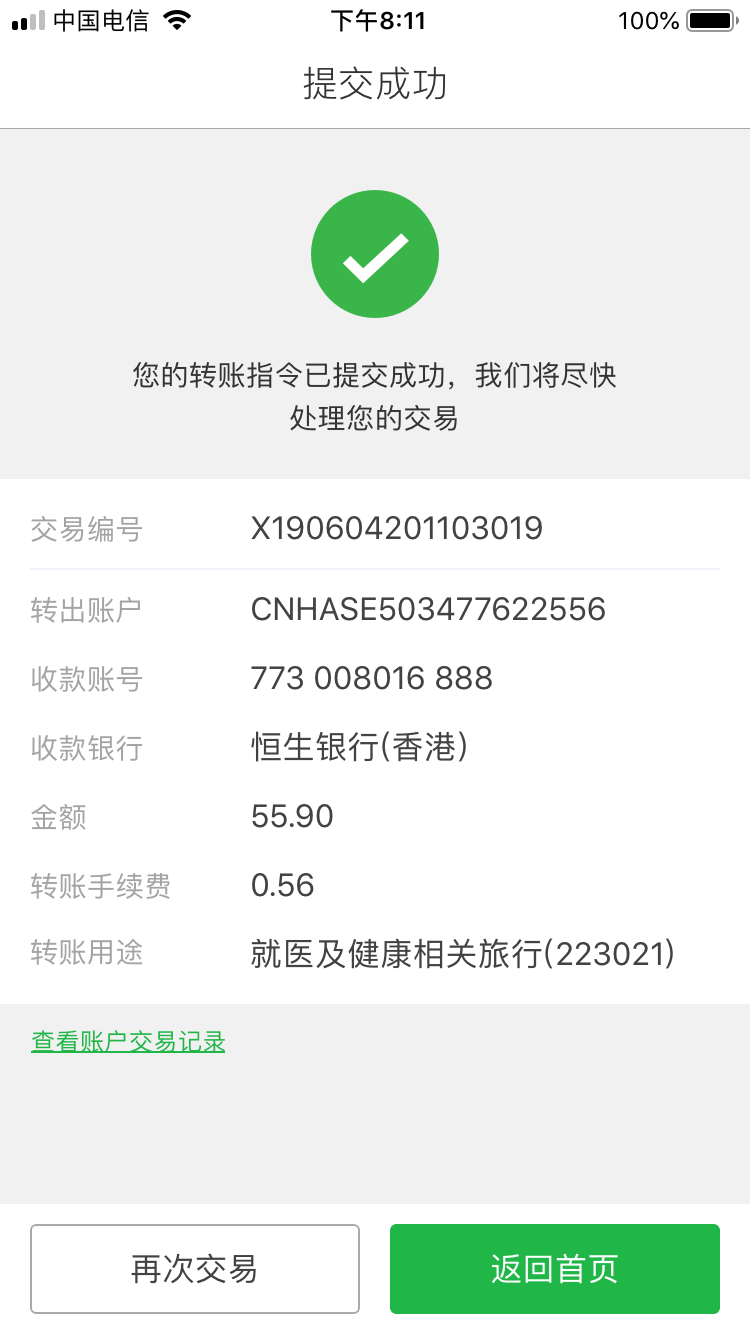 中国电信 下午8:11 100%
提交成功
您的转账指令已提交成功，我们将尽快
处理您的交易
交易编号 X190604201103019
转出账户 CNHASE503477622556
收款账号 773 008016 888
收款银行 恒生银行(香港)
金额 55.90
转账手续费 0.56
转账用途 就医及健康相关旅行(223021)
查看账户交易记录
再次交易 返回首页